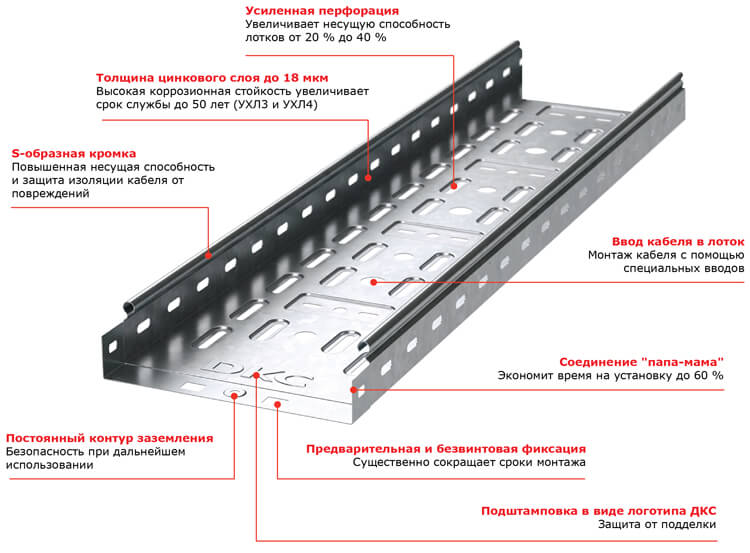 Усиленная перфорация
Увеличивает несущую способность
лотков от 20 % до 40 %
Толщина цинкового слоя до 18 мкм
Высокая коррозионная стойкость увеличивает
срок службы до 50 лет (УХЛ3 и УХЛ4)
S-образная кромка
Повышенная несущая способность
и защита изоляции кабеля от
повреждений
Ввод кабеля в лоток
Монтаж кабеля с помощью
специальных вводов
Соединение "папа-мама"
Экономит время на установку до 60 %
DKC
Постоянный контур заземления
Безопасность при дальнейшем
использовании
Предварительная и безвинтовая фиксация
Существенно сокращает сроки монтажа
Подштамповка в виде логотипа ДКС
Защита от подделки